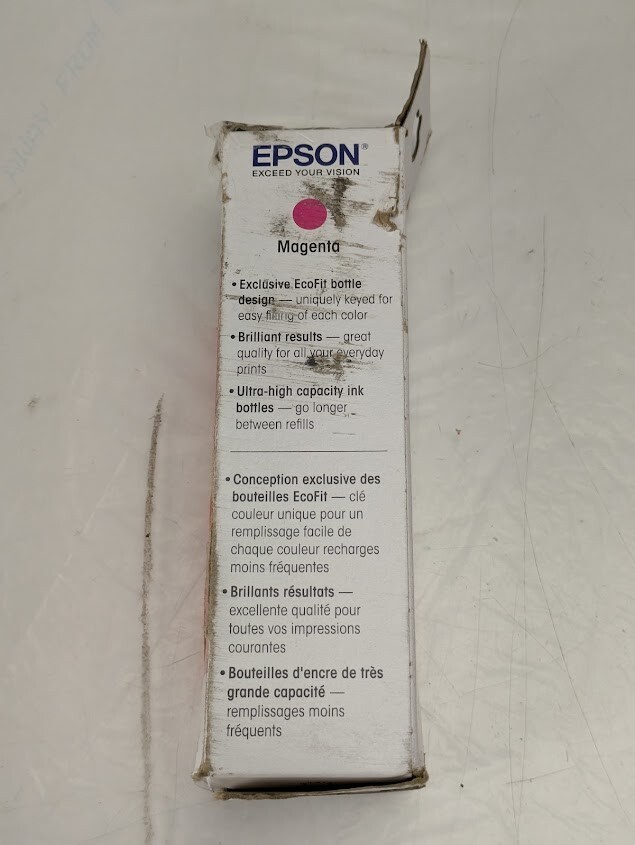 EPSON®
EXCEED YOUR VISION
Magenta
• Exclusive EcoFit bottle
design — uniquely keyed for
easy filling of each color
• Brilliant results — great
quality for all your everyday
prints
• Ultra-high capacity ink
bottles — go longer
between refills
• Conception exclusive des
bouteilles EcoFit — clé
couleur unique pour un
remplissage facile de
chaque couleur recharges
moins fréquentes
• Brillants résultats —
excellente qualité pour
toutes vos impressions
courantes
• Bouteilles d'encre de très
grande capacité —
remplissages moins
fréquents